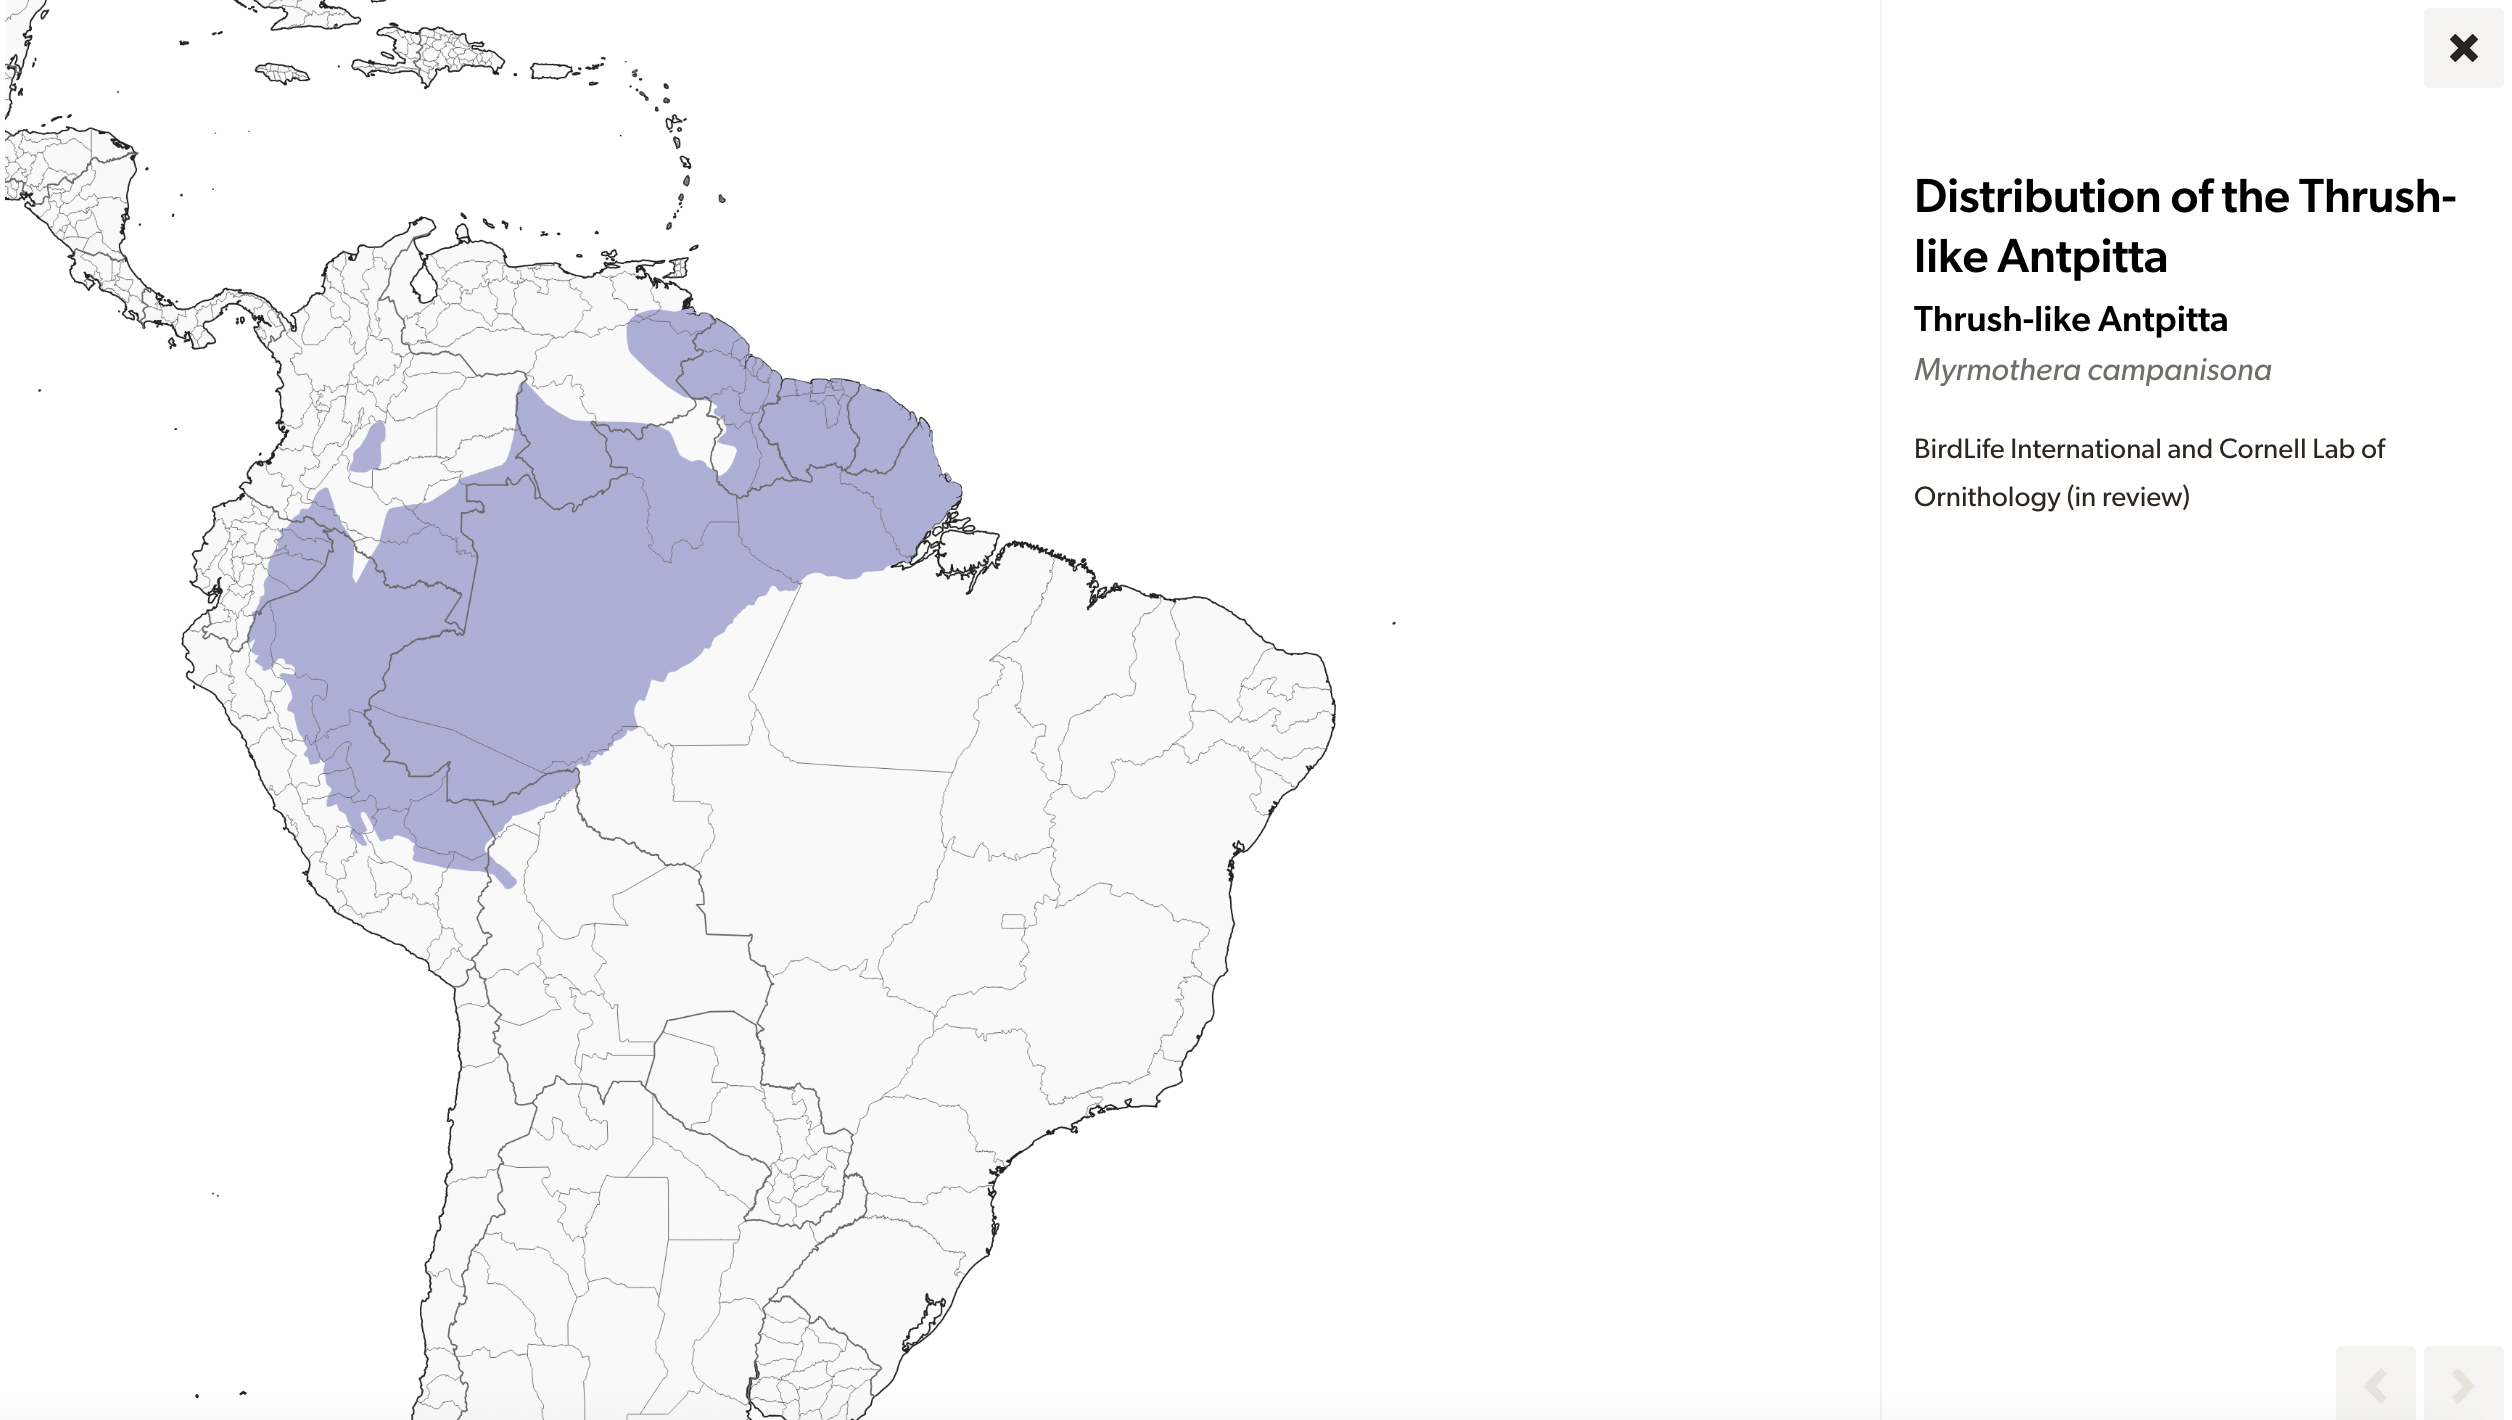 Distribution of the Thrush-
like Antpitta
Thrush-like Antpitta
Myrmothera campanisona
BirdLife International and Cornell Lab of
Ornithology (in review)